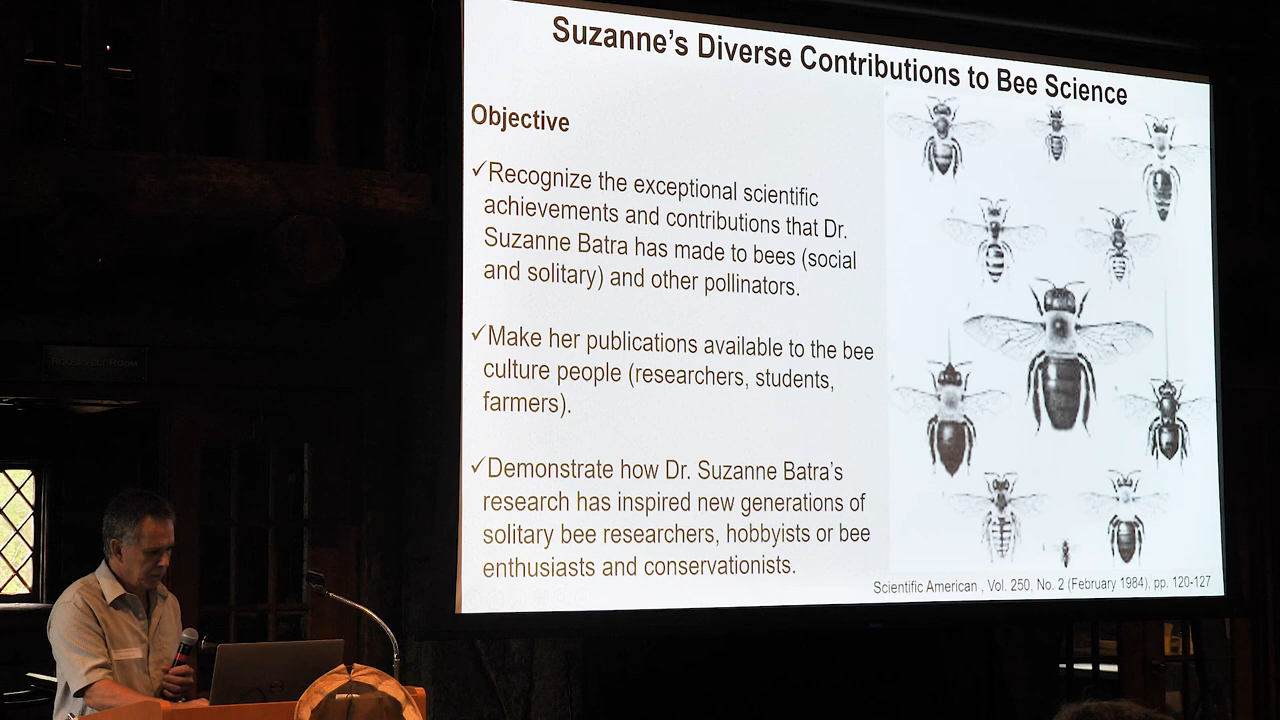 Suzanne's Diverse Contributions to Bee Science
Objective
✓Recognize the exceptional scientific
achievements and contributions that Dr.
Suzanne Batra has made to bees (social
and solitary) and other pollinators.
✓Make her publications available to the bee
culture people (researchers, students,
farmers).
✓Demonstrate how Dr. Suzanne Batra's
research has inspired new generations of
solitary bee researchers, hobbyists or bee
enthusiasts and conservationists.
Scientific American , Vol. 250, No. 2 (February 1984), pp. 120-127
Room